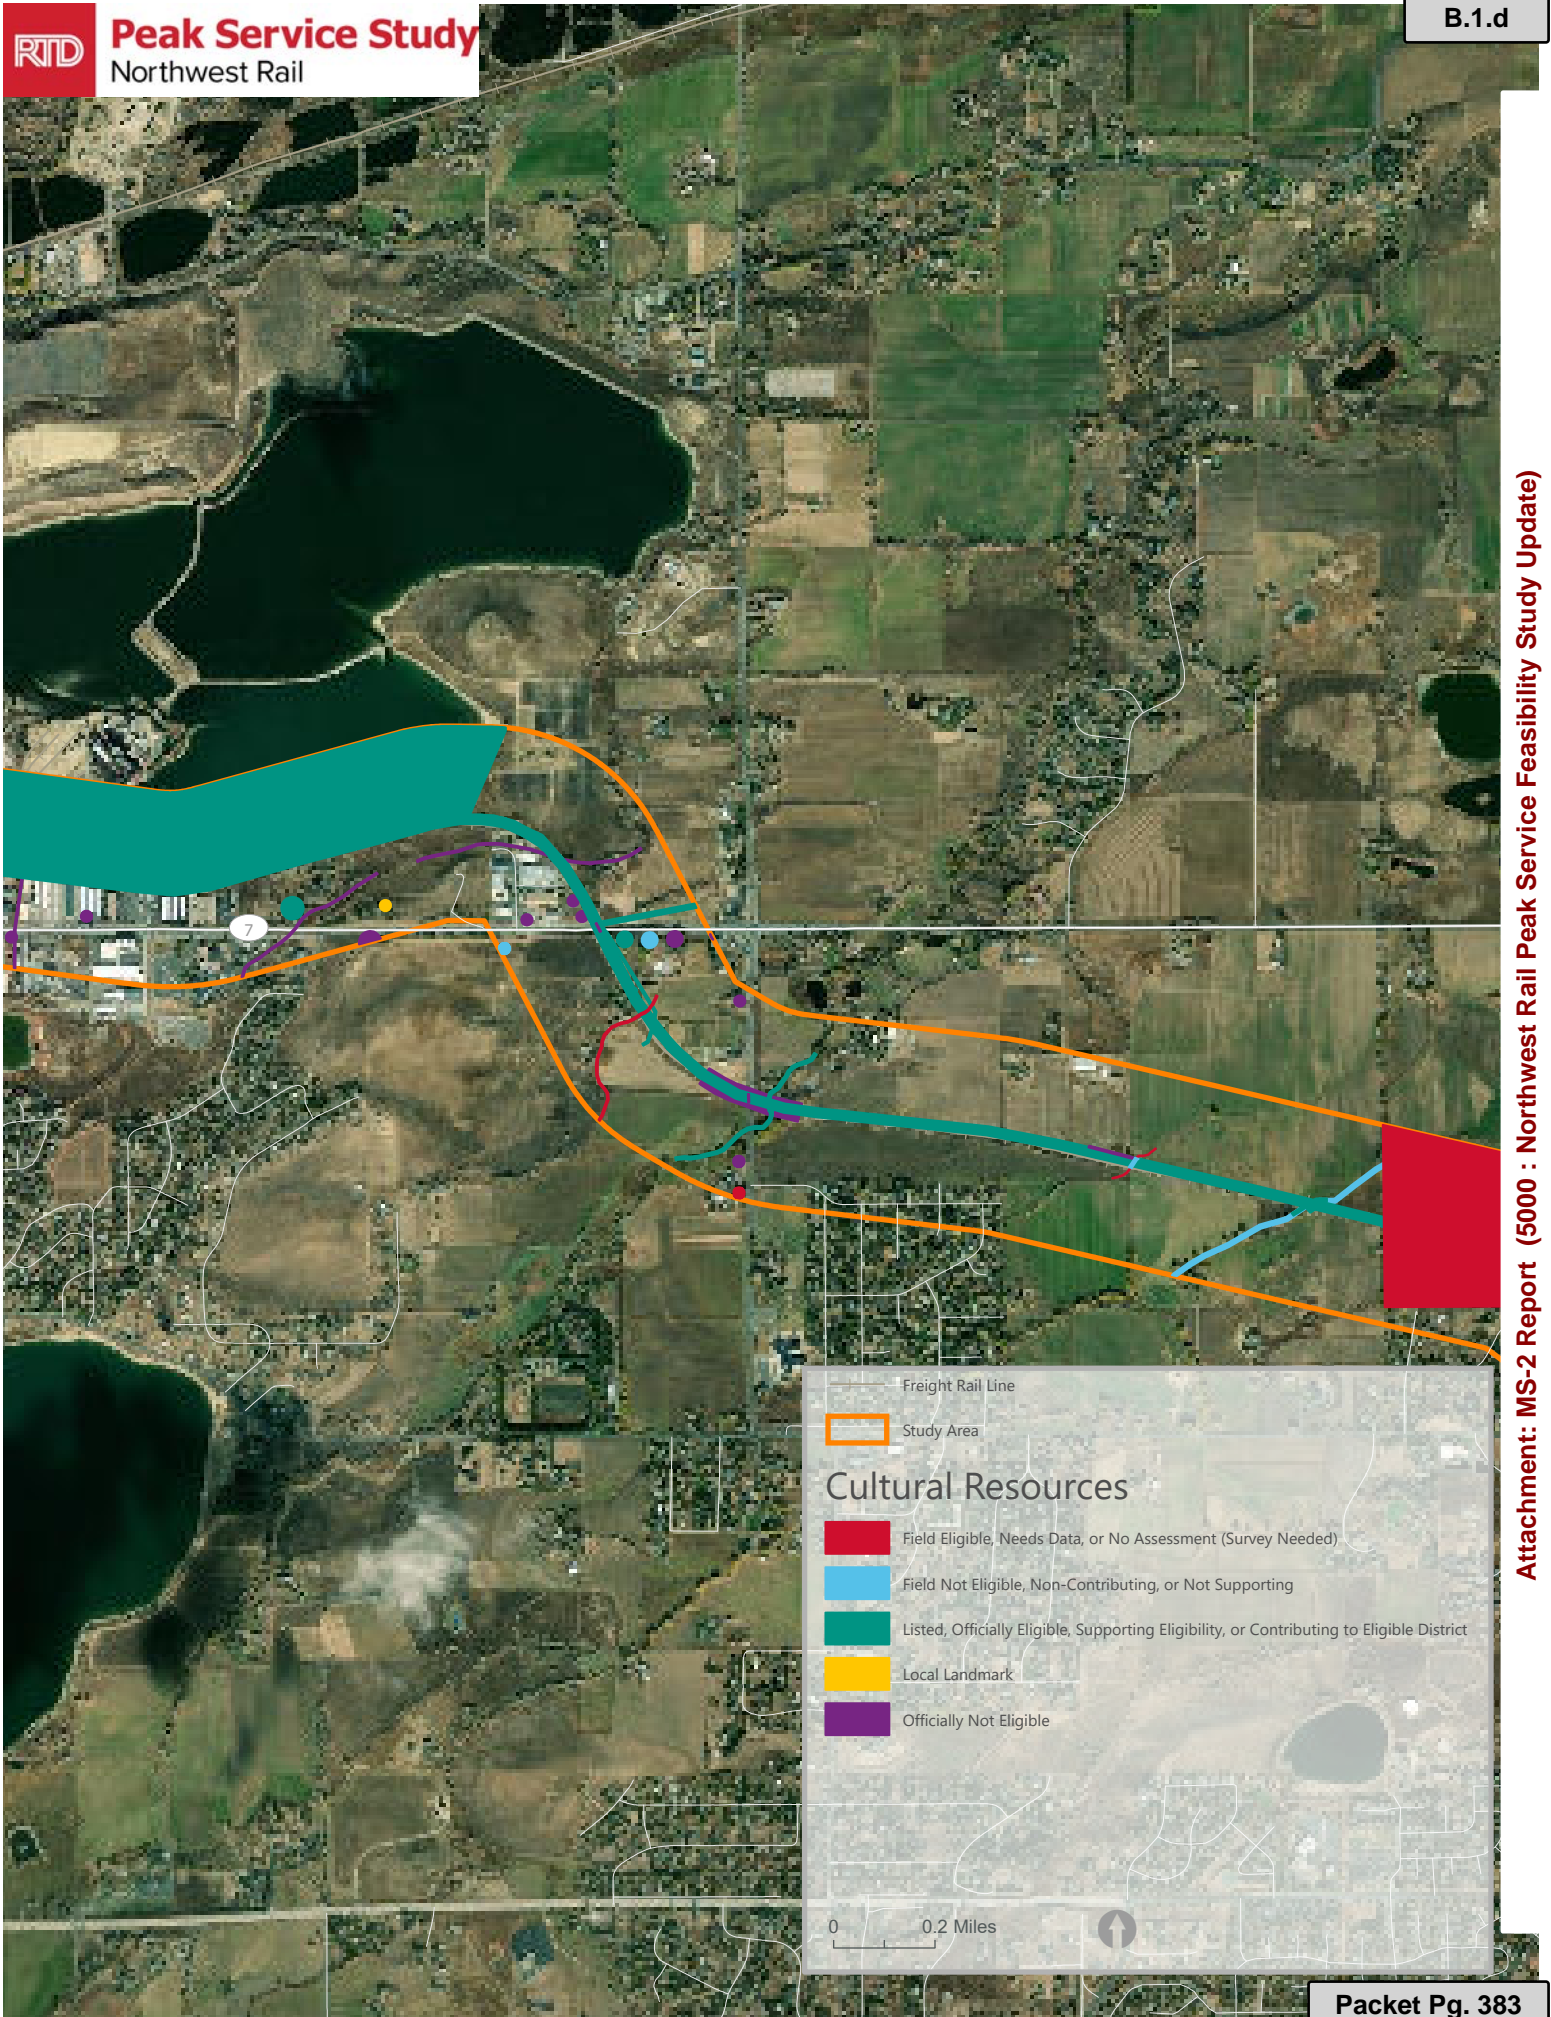 B.1.d
RTD
Peak Service Study
Northwest Rail
7
Freight Rail Line
Study Area
Cultural Resources
Field Eligible, Needs Data, or No Assessment (Survey Needed)
Field Not Eligible, Non-Contributing, or Not Supporting
Listed, Officially Eligible, Supporting Eligibility, or Contributing to Eligible District
Local Landmark
Officially Not Eligible
0 0.2 Miles
Attachment: MS-2 Report (5000 : Northwest Rail Peak Service Feasibility Study Update)
Packet Pg. 383